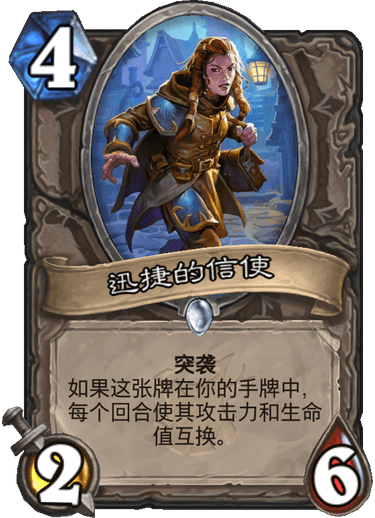 4
迅捷的信使
突袭
如果这张牌在你的手牌中，
每个回合使其攻击力和生命
值互换。
2
6